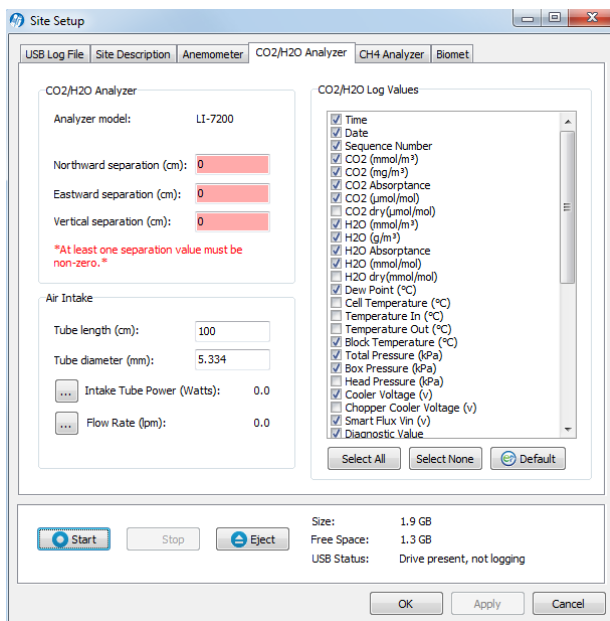 Site Setup
USB Log File
Site Description
Anemometer
CO2/H2O Analyzer
CH4 Analyzer
Biomet
CO2/H2O Analyzer
Analyzer model: LI-7200
Northward separation (cm): 0
Eastward separation (cm): 0
Vertical separation (cm): 0
*At least one separation value must be
non-zero.*
Air Intake
Tube length (cm): 100
Tube diameter (mm): 5.334
... Intake Tube Power (Watts): 0.0
... Flow Rate (lpm): 0.0
CO2/H2O Log Values
Time
Date
Sequence Number
CO2 (mmol/m³)
CO2 (mg/m³)
CO2 Absorptance
CO2 (µmol/mol)
CO2 dry(µmol/mol)
H2O (mmol/m³)
H2O (g/m³)
H2O Absorptance
H2O (mmol/mol)
H2O dry(mmol/mol)
Dew Point (°C)
Cell Temperature (°C)
Temperature In (°C)
Temperature Out (°C)
Block Temperature (°C)
Total Pressure (kPa)
Box Pressure (kPa)
Head Pressure (kPa)
Cooler Voltage (v)
Chopper Cooler Voltage (v)
Smart Flux Vin (v)
Diagnostic Value
Select All
Select None
Default
Start
Stop
Eject
Size: 1.9 GB
Free Space: 1.3 GB
USB Status: Drive present, not logging
OK
Apply
Cancel